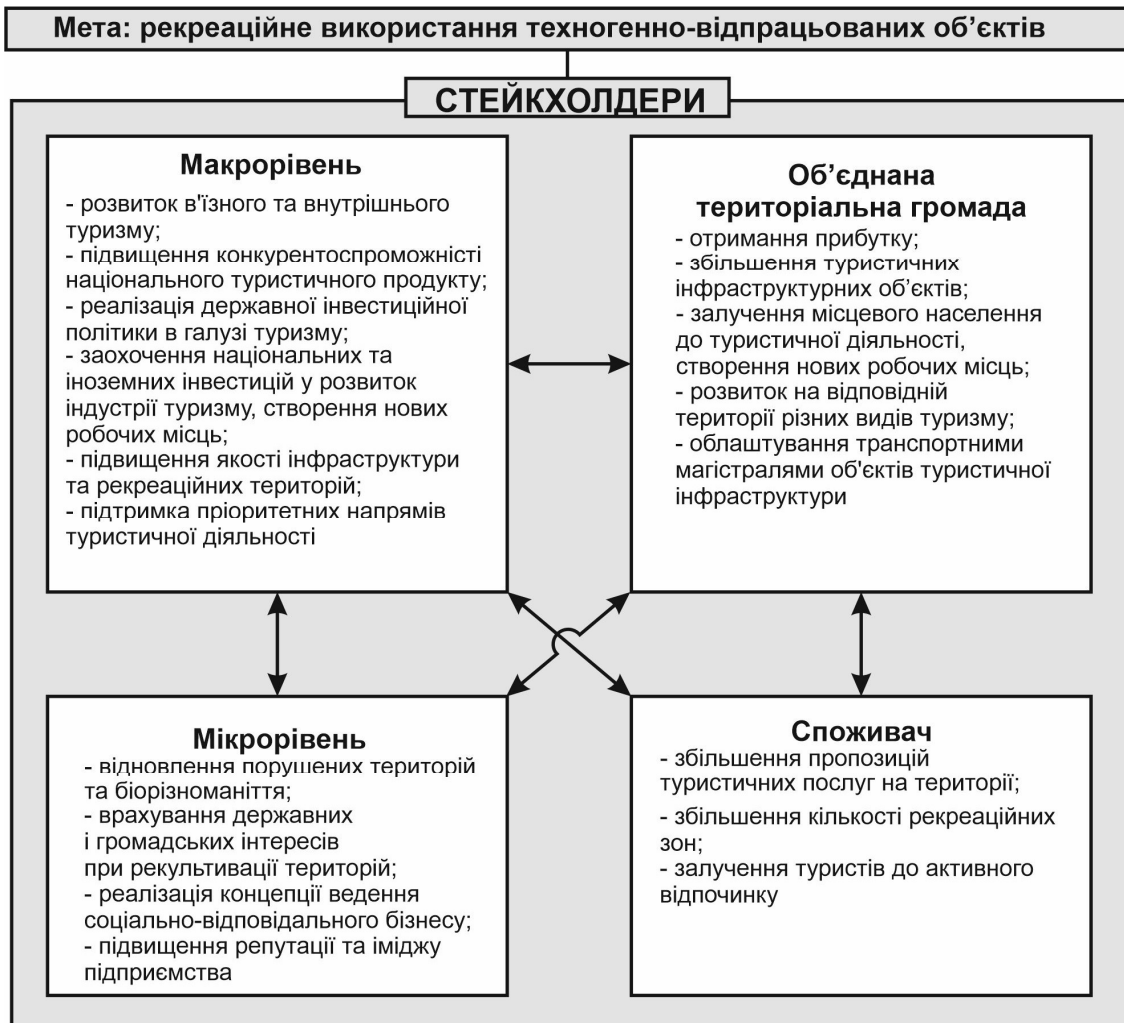 Мета: рекреаційне використання техногенно-відпрацьованих об’єктів
СТЕЙКХОЛДЕРИ
Макрорівень
- розвиток в'їзного та внутрішнього
туризму;
- підвищення конкурентоспроможністі
національного туристичного продукту;
- реалізація державної інвестиційної
політики в галузі туризму;
- заохочення національних та
іноземних інвестицій у розвиток
індустрії туризму, створення нових
робочих місць;
- підвищення якості інфраструктури
та рекреаційних територій;
- підтримка пріоритетних напрямів
туристичної діяльності
Об’єднана
територіальна громада
- отримання прибутку;
- збільшення туристичних
інфраструктурних об’єктів;
- залучення місцевого населення
до туристичної діяльності,
створення нових робочих місць;
- розвиток на відповідній
території різних видів туризму;
- облаштування транспортними
магістралями об'єктів туристичної
інфраструктури
Мікрорівень
- відновлення порушених територій
та біорізноманіття;
- врахування державних
і громадських інтересів
при рекультивації територій;
- реалізація концепції ведення
соціально-відповідального бізнесу;
- підвищення репутації та іміджу
підприємства
Споживач
- збільшення пропозицій
туристичних послуг на території;
- збільшення кількості рекреаційних
зон;
- залучення туристів до активного
відпочинку